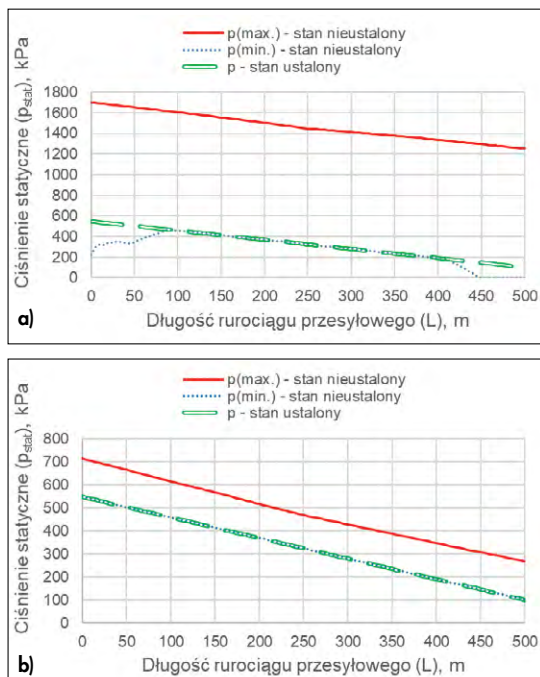 p(max.) - stan nieustalony
p(min.) - stan nieustalony
p - stan ustalony
Ciśnienie statyczne (pstat), kPa
1800
1600
1400
1200
1000
800
600
400
200
0
0 50 100 150 200 250 300 350 400 450 500
Długość rurociągu przesyłowego (L), m
a)
p(max.) - stan nieustalony
p(min.) - stan nieustalony
p - stan ustalony
Ciśnienie statyczne (pstat), kPa
800
700
600
500
400
300
200
100
0
0 50 100 150 200 250 300 350 400 450 500
Długość rurociągu przesyłowego (L), m
b)